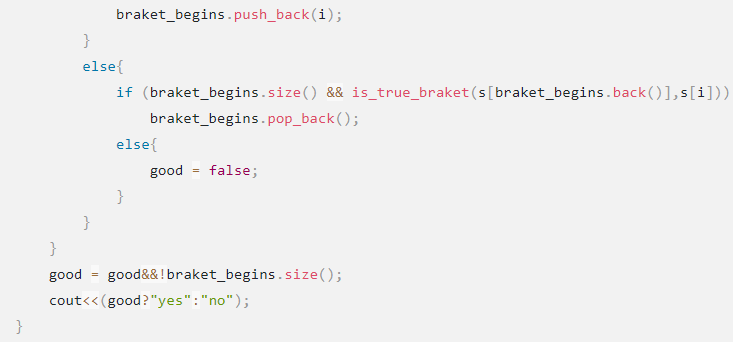 braket_begins.push_back(i);
}
else{
if (braket_begins.size() && is_true_braket(s[braket_begins.back()],s[i]))
braket_begins.pop_back();
else{
good = false;
}
}
}
good = good&&!braket_begins.size();
cout<<(good?"yes":"no");
}